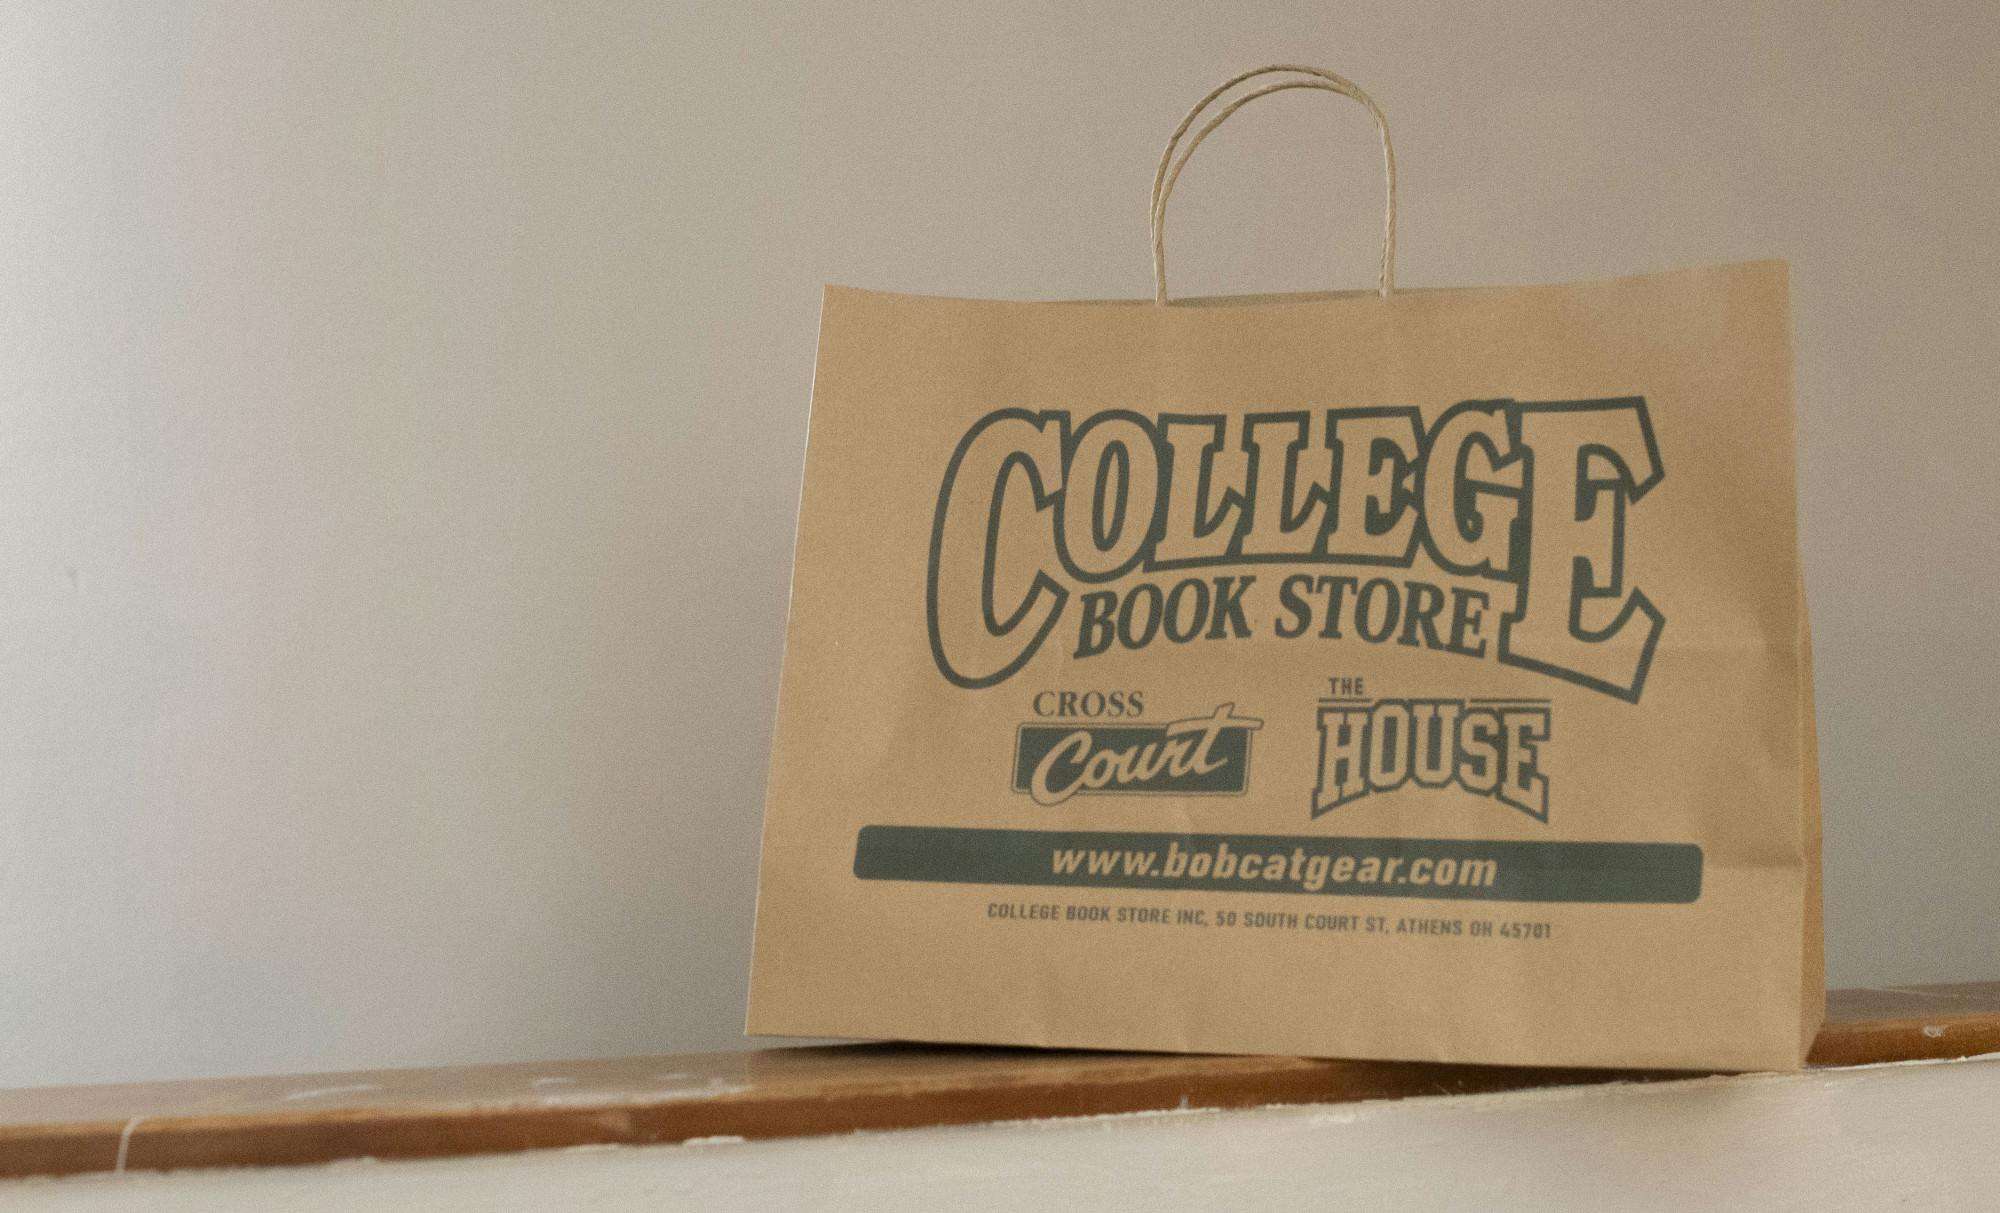 COLLEGE
BOOK STORE
CROSS
Court
THE
HOUSE
www.bobcatgear.com
COLLEGE BOOK STORE INC, 50 SOUTH COURT ST, ATHENS OH 45701